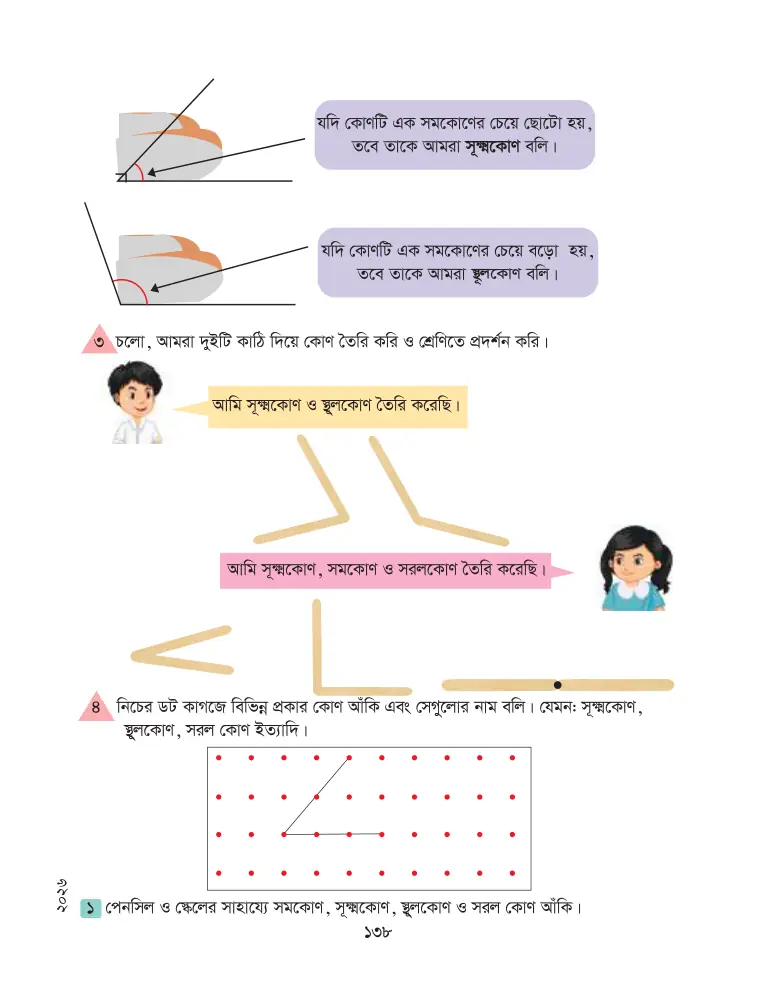 যদি কোণটি এক সমকোণের চেয়ে ছোটো হয়,
তবে তাকে আমরা সূক্ষ্মকোণ বলি।
যদি কোণটি এক সমকোণের চেয়ে বড়ো হয়,
তবে তাকে আমরা স্থূলকোণ বলি।
৩ চলো, আমরা দুইটি কাঠি দিয়ে কোণ তৈরি করি ও শ্রেণিতে প্রদর্শন করি।
আমি সূক্ষ্মকোণ ও স্থূলকোণ তৈরি করেছি।
আমি সূক্ষ্মকোণ, সমকোণ ও সরলকোণ তৈরি করেছি।
৪ নিচের ডট কাগজে বিভিন্ন প্রকার কোণ আঁকি এবং সেগুলোর নাম বলি। যেমন: সূক্ষ্মকোণ,
স্থূলকোণ, সরল কোণ ইত্যাদি।
১ পেনসিল ও স্কেলের সাহায্যে সমকোণ, সূক্ষ্মকোণ, স্থূলকোণ ও সরল কোণ আঁকি।
২০২৬
১৩৮